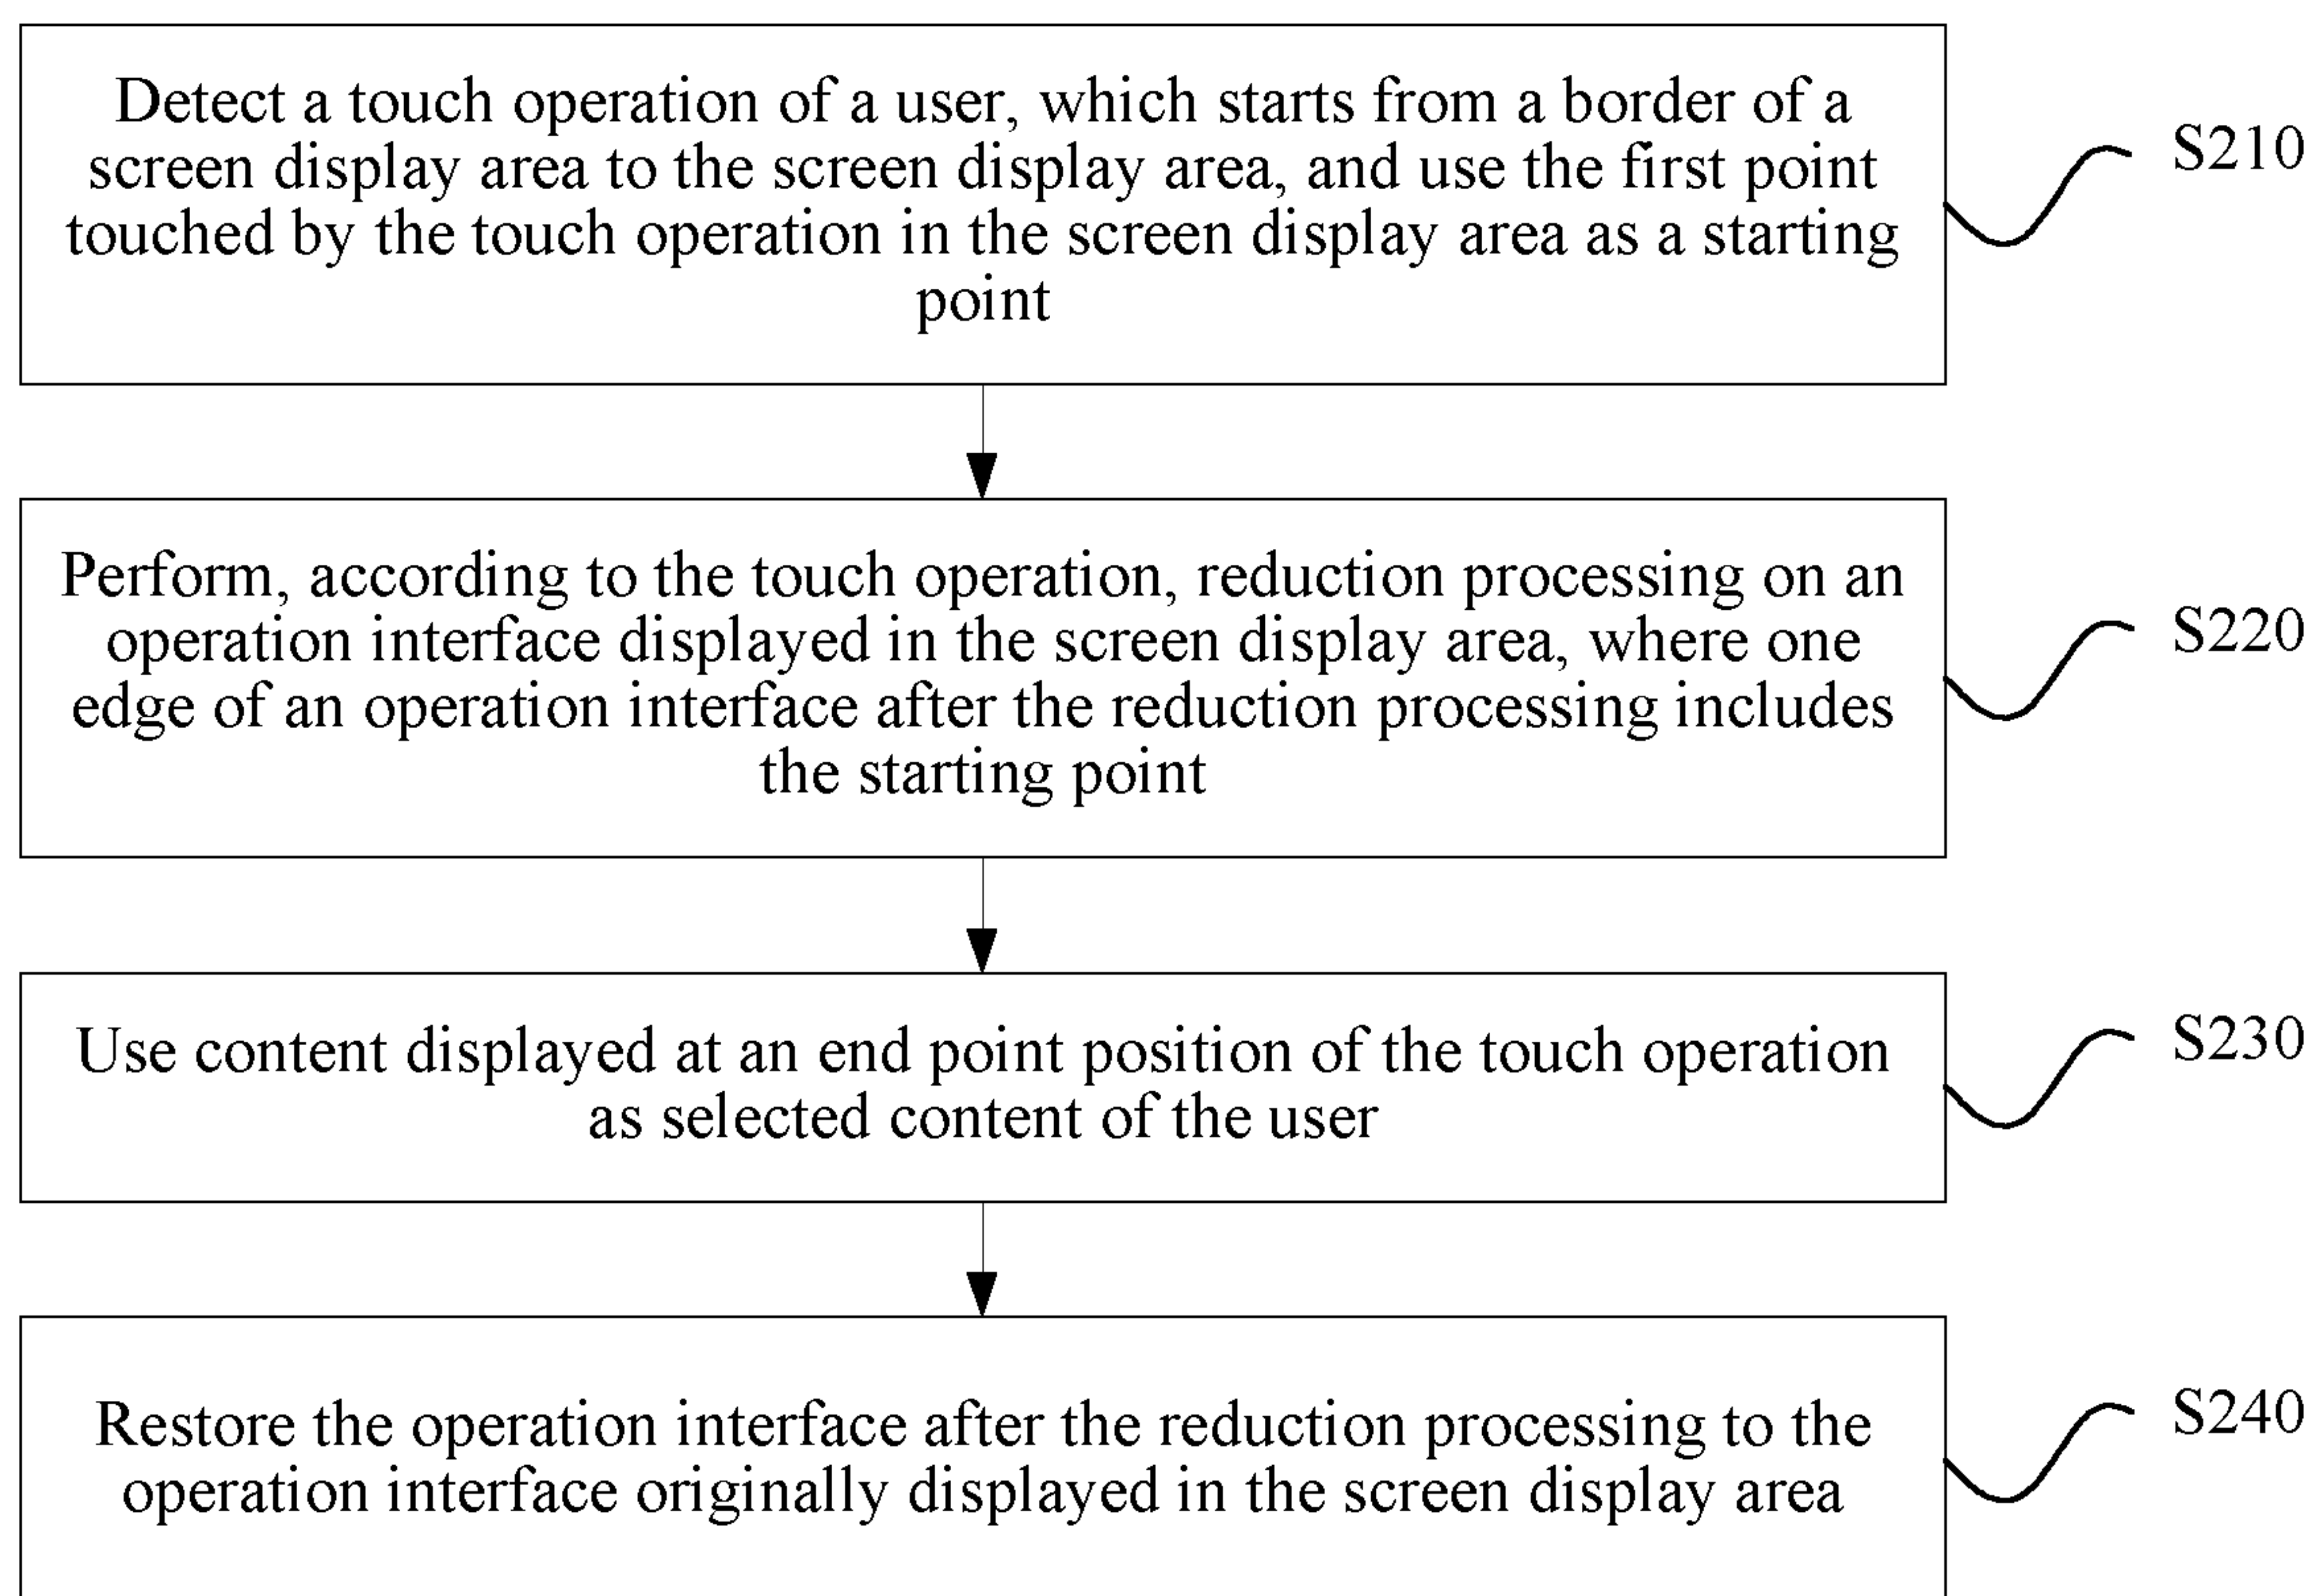 Detect a touch operation of a user, which starts from a border of a
screen display area to the screen display area, and use the first point
touched by the touch operation in the screen display area as a starting
point
S210
Perform, according to the touch operation, reduction processing on an
operation interface displayed in the screen display area, where one
edge of an operation interface after the reduction processing includes
the starting point
S220
Use content displayed at an end point position of the touch operation
as selected content of the user
S230
Restore the operation interface after the reduction processing to the
operation interface originally displayed in the screen display area
S240